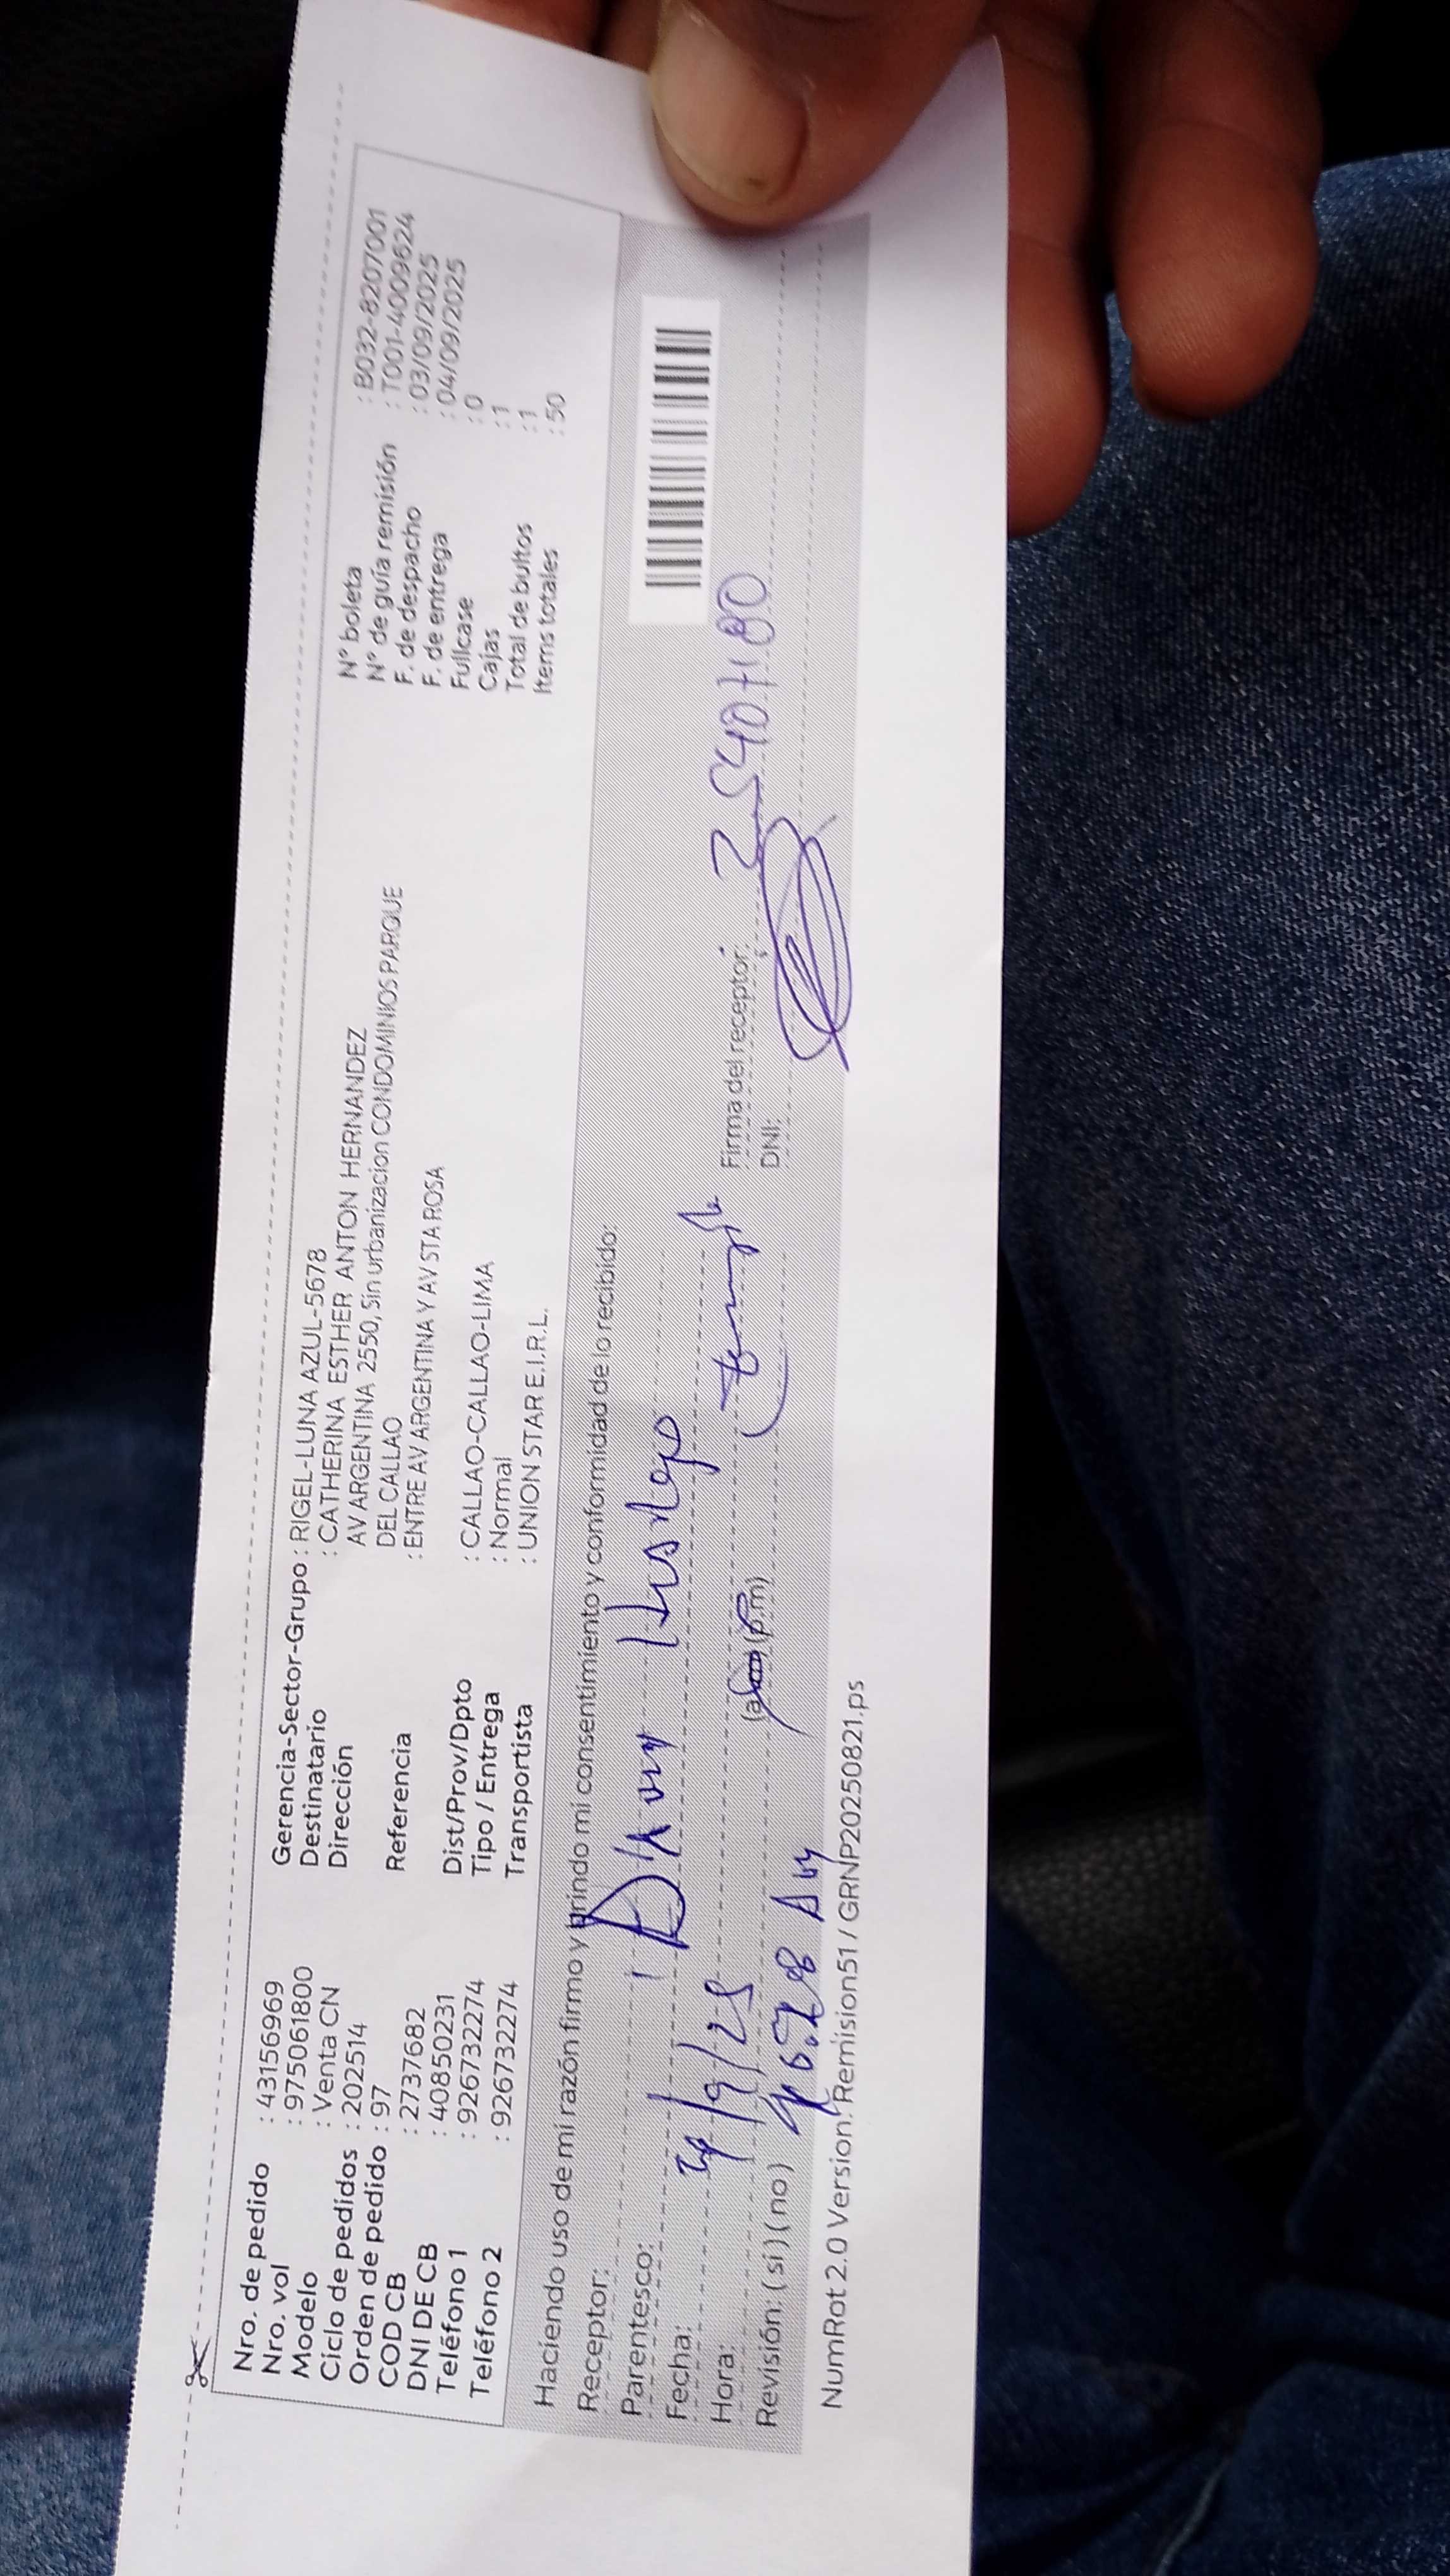 Nro. de pedido : 43156969
Nro. vol : 975061800
Modelo : Venta CN
Ciclo de pedidos : 202514
Orden de pedido : 97
COD CB : 2737682
DNI DE CB : 40850231
Teléfono 1 : 926732274
Teléfono 2 : 926732274
Gerencia-Sector-Grupo : RIGEL-LUNA AZUL-5678
Destinatario : CATHERINA ESTHER ANTON HERNANDEZ
Dirección AV ARGENTINA 2550, Sin urbanizacion CONDOMINIOS PARQUE
DEL CALLAO
Referencia : ENTRE AV ARGENTINA Y AV STA ROSA
Dist/Prov/Dpto : CALLAO-CALLAO-LIMA
Tipo / Entrega : Normal
Transportista : UNION STAR E.I.R.L.
N° boleta : B032-8207001
N° de guía remisión : T001-4009624
F. de despacho : 03/09/2025
F. de entrega : 04/09/2025
Fullcase : 0
Cajas : 1
Total de bultos : 1
Items totales : 50
Haciendo uso de mi razón firmo y brindo mi consentimiento y conformidad de lo recibido:
Receptor:
Parentesco:
Fecha: 4/9/25
Hora: (am) (pm)
Revisión: (si) (no)
Firma del receptor:
DNI:
NumRot 2.0 Version: Remision51 / GRNP20250821.ps